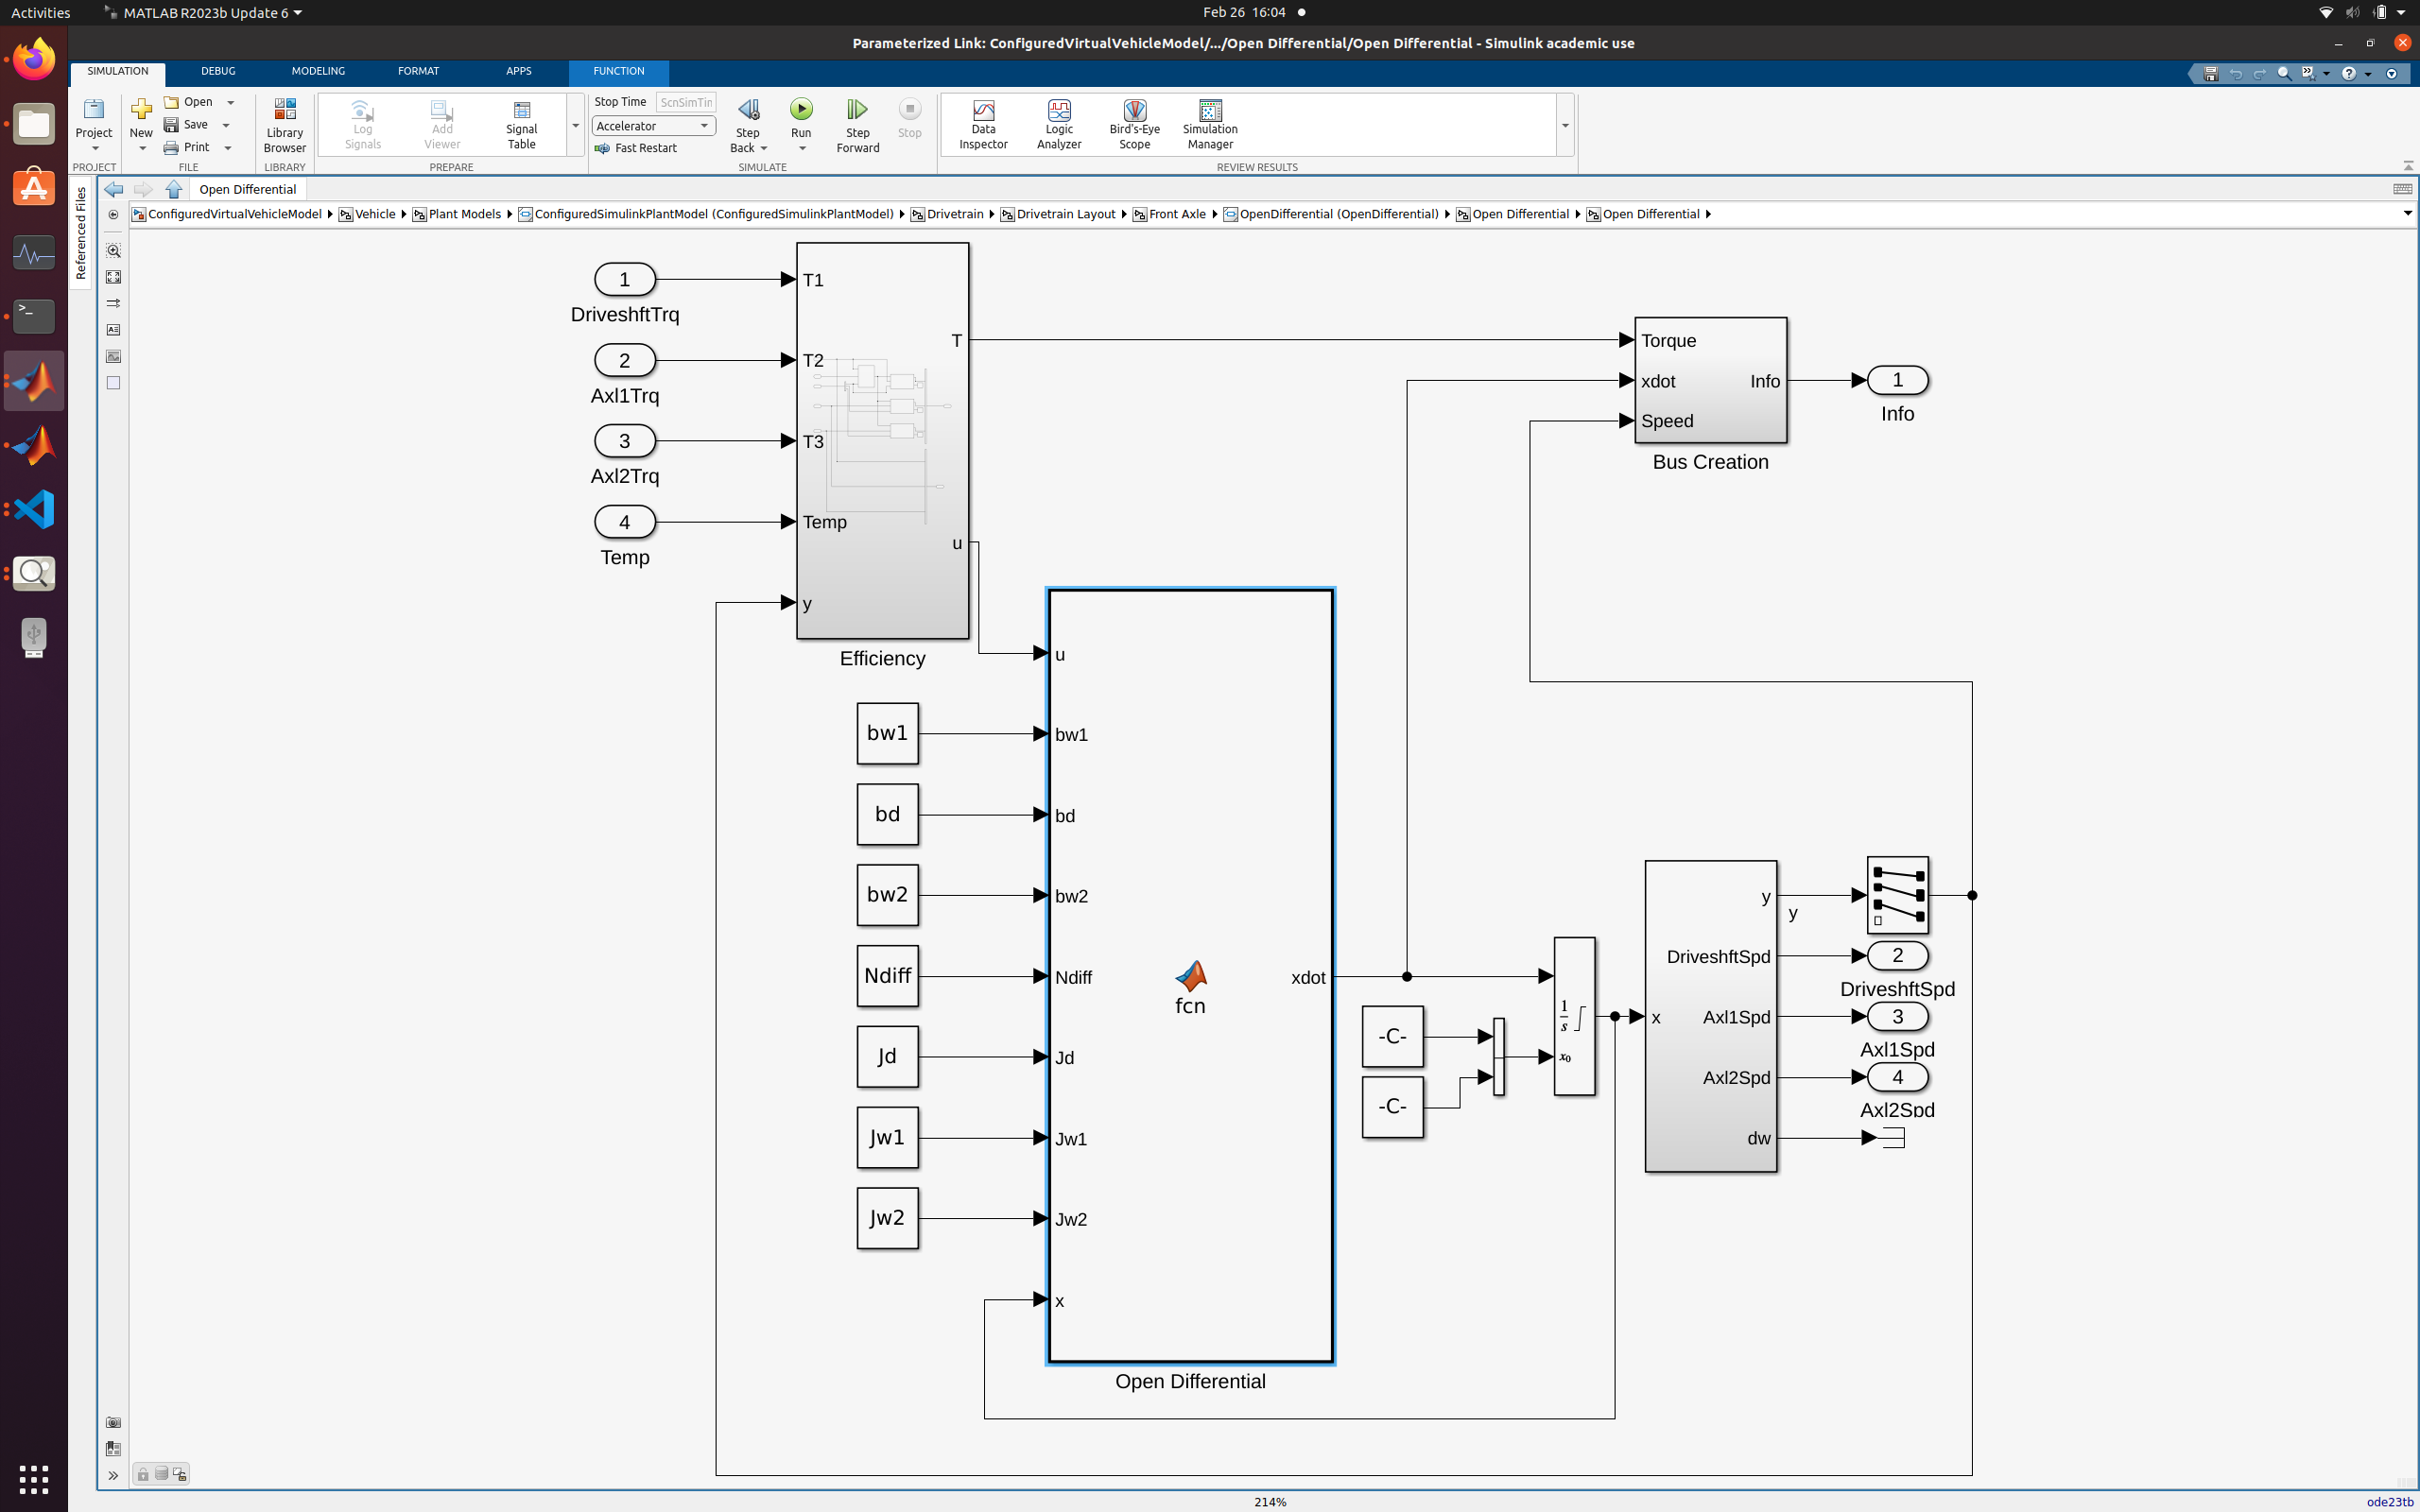 Activities MATLAB R2023b Update 6 Feb 26 16:04
Parameterized Link: ConfiguredVirtualVehicleModel/.../Open Differential/Open Differential - Simulink academic use
SIMULATION DEBUG MODELING FORMAT APPS FUNCTION
Project
New
Open
Save
Print
Library
Browser
Log
Signals
Add
Viewer
Signal
Table
Stop Time ScnSimTin
Accelerator
Fast Restart
Step
Back
Run
Step
Forward
Stop
Data
Inspector
Logic
Analyzer
Bird's-Eye
Scope
Simulation
Manager
PROJECT FILE LIBRARY PREPARE SIMULATE REVIEW RESULTS
Referenced Files
Open Differential
ConfiguredVirtualVehicleModel Vehicle Plant Models ConfiguredSimulinkPlantModel (ConfiguredSimulinkPlantModel) Drivetrain Drivetrain Layout Front Axle OpenDifferential (OpenDifferential) Open Differential Open Differential
1
DriveshftTrq
2
Axl1Trq
3
Axl2Trq
4
Temp
T1
T2
T3
Temp
y
T
u
Efficiency
Torque
xdot
Speed
Info
Bus Creation
1
Info
bw1
bd
bw2
Ndiff
Jd
Jw1
Jw2
u
bw1
bd
bw2
Ndiff
Jd
Jw1
Jw2
x
fcn
xdot
Open Differential
-C-
-C-
1
s
x0
x
y
DriveshftSpd
Axl1Spd
Axl2Spd
dw
y
2
DriveshftSpd
3
Axl1Spd
4
Axl2Spd
214%
ode23tb